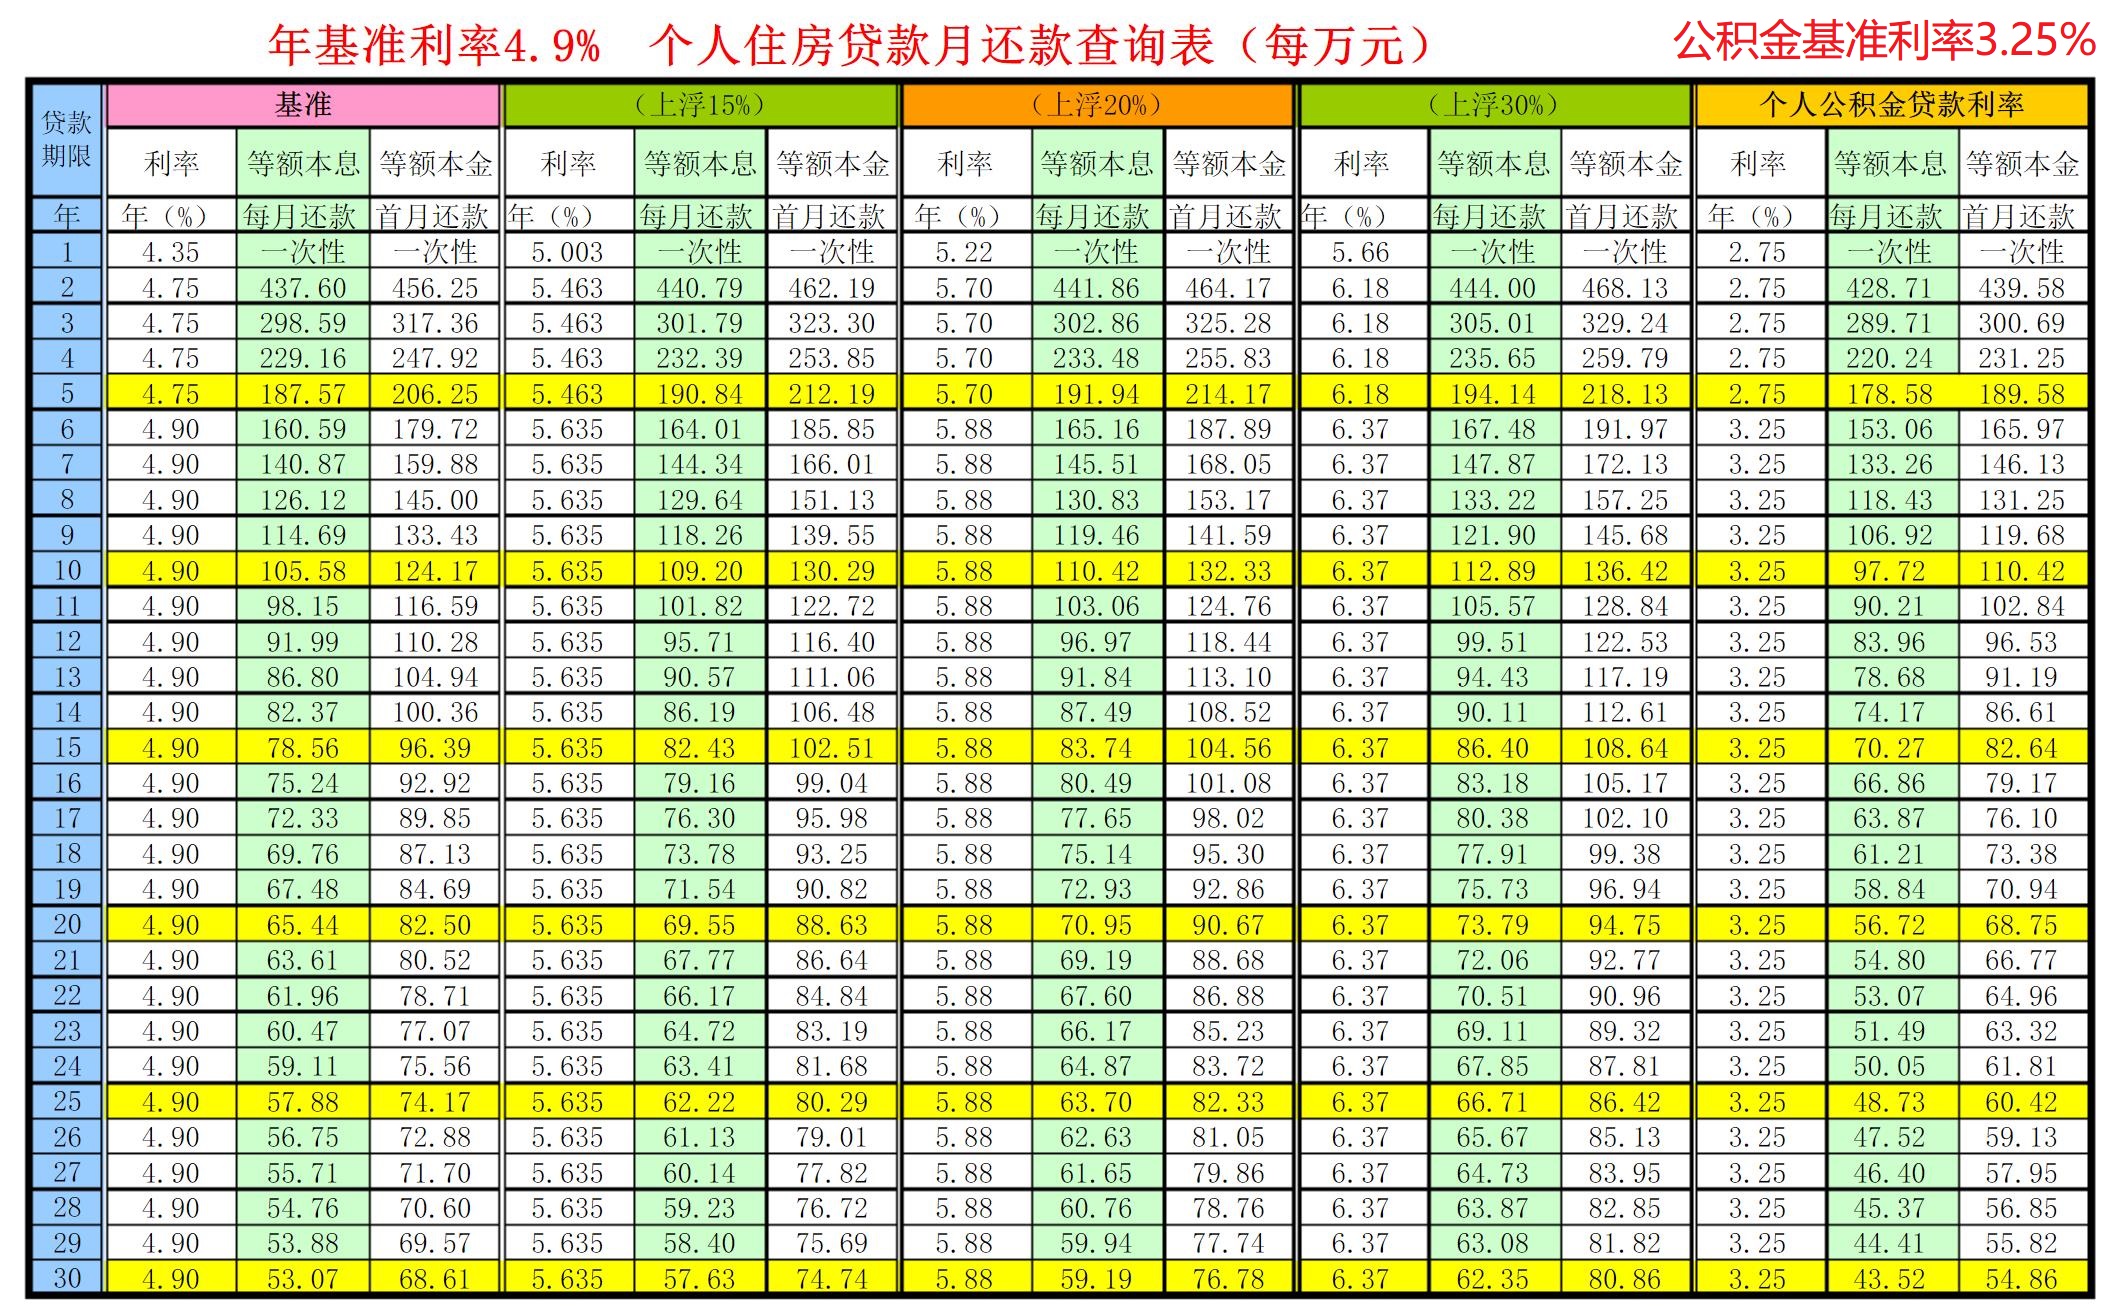 年基准利率4.9% 个人住房贷款月还款查询表（每万元） 公积金基准利率3.25%
贷款期限 基准 （上浮15%） （上浮20%） （上浮30%） 个人公积金贷款利率
利率 等额本息 等额本金 利率 等额本息 等额本金 利率 等额本息 等额本金 利率 等额本息 等额本金 利率 等额本息 等额本金
年 年（%） 每月还款 首月还款 年（%） 每月还款 首月还款 年（%） 每月还款 首月还款 年（%） 每月还款 首月还款 年（%） 每月还款 首月还款
1 4.35 一次性 一次性 5.003 一次性 一次性 5.22 一次性 一次性 5.66 一次性 一次性 2.75 一次性 一次性
2 4.75 437.60 456.25 5.463 440.79 462.19 5.70 441.86 464.17 6.18 444.00 468.13 2.75 428.71 439.58
3 4.75 298.59 317.36 5.463 301.79 323.30 5.70 302.86 325.28 6.18 305.01 329.24 2.75 289.71 300.69
4 4.75 229.16 247.92 5.463 232.39 253.85 5.70 233.48 255.83 6.18 235.65 259.79 2.75 220.24 231.25
5 4.75 187.57 206.25 5.463 190.84 212.19 5.70 191.94 214.17 6.18 194.14 218.13 2.75 178.58 189.58
6 4.90 160.59 179.72 5.635 164.01 185.85 5.88 165.16 187.89 6.37 167.48 191.97 3.25 153.06 165.97
7 4.90 140.87 159.88 5.635 144.34 166.01 5.88 145.51 168.05 6.37 147.87 172.13 3.25 133.26 146.13
8 4.90 126.12 145.00 5.635 129.64 151.13 5.88 130.83 153.17 6.37 133.22 157.25 3.25 118.43 131.25
9 4.90 114.69 133.43 5.635 118.26 139.55 5.88 119.46 141.59 6.37 121.90 145.68 3.25 106.92 119.68
10 4.90 105.58 124.17 5.635 109.20 130.29 5.88 110.42 132.33 6.37 112.89 136.42 3.25 97.72 110.42
11 4.90 98.15 116.59 5.635 101.82 122.72 5.88 103.06 124.76 6.37 105.57 128.84 3.25 90.21 102.84
12 4.90 91.99 110.28 5.635 95.71 116.40 5.88 96.97 118.44 6.37 99.51 122.53 3.25 83.96 96.53
13 4.90 86.80 104.94 5.635 90.57 111.06 5.88 91.84 113.10 6.37 94.43 117.19 3.25 78.68 91.19
14 4.90 82.37 100.36 5.635 86.19 106.48 5.88 87.49 108.52 6.37 90.11 112.61 3.25 74.17 86.61
15 4.90 78.56 96.39 5.635 82.43 102.51 5.88 83.74 104.56 6.37 86.40 108.64 3.25 70.27 82.64
16 4.90 75.24 92.92 5.635 79.16 99.04 5.88 80.49 101.08 6.37 83.18 105.17 3.25 66.86 79.17
17 4.90 72.33 89.85 5.635 76.30 95.98 5.88 77.65 98.02 6.37 80.38 102.10 3.25 63.87 76.10
18 4.90 69.76 87.13 5.635 73.78 93.25 5.88 75.14 95.30 6.37 77.91 99.38 3.25 61.21 73.38
19 4.90 67.48 84.69 5.635 71.54 90.82 5.88 72.93 92.86 6.37 75.73 96.94 3.25 58.84 70.94
20 4.90 65.44 82.50 5.635 69.55 88.63 5.88 70.95 90.67 6.37 73.79 94.75 3.25 56.72 68.75
21 4.90 63.61 80.52 5.635 67.77 86.64 5.88 69.19 88.68 6.37 72.06 92.77 3.25 54.80 66.77
22 4.90 61.96 78.71 5.635 66.17 84.84 5.88 67.60 86.88 6.37 70.51 90.96 3.25 53.07 64.96
23 4.90 60.47 77.07 5.635 64.72 83.19 5.88 66.17 85.23 6.37 69.11 89.32 3.25 51.49 63.32
24 4.90 59.11 75.56 5.635 63.41 81.68 5.88 64.87 83.72 6.37 67.85 87.81 3.25 50.05 61.81
25 4.90 57.88 74.17 5.635 62.22 80.29 5.88 63.70 82.33 6.37 66.71 86.42 3.25 48.73 60.42
26 4.90 56.75 72.88 5.635 61.13 79.01 5.88 62.63 81.05 6.37 65.67 85.13 3.25 47.52 59.13
27 4.90 55.71 71.70 5.635 60.14 77.82 5.88 61.65 79.86 6.37 64.73 83.95 3.25 46.40 57.95
28 4.90 54.76 70.60 5.635 59.23 76.72 5.88 60.76 78.76 6.37 63.87 82.85 3.25 45.37 56.85
29 4.90 53.88 69.57 5.635 58.40 75.69 5.88 59.94 77.74 6.37 63.08 81.82 3.25 44.41 55.82
30 4.90 53.07 68.61 5.635 57.63 74.74 5.88 59.19 76.78 6.37 62.35 80.86 3.25 43.52 54.86